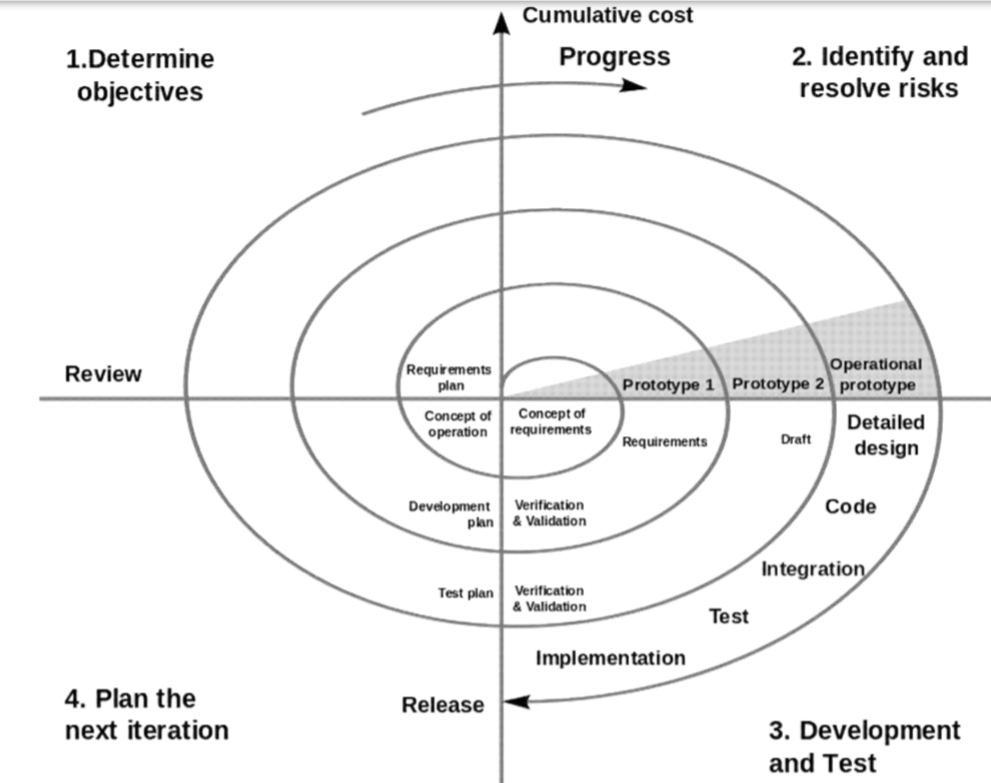 Cumulative cost
1.Determine
objectives
Progress
2. Identify and
resolve risks
Review
Requirements
plan
Prototype 1
Prototype 2
Operational
prototype
Concept of
operation
Concept of
requirements
Requirements
Draft
Detailed
design
Development
plan
Verification
& Validation
Code
Integration
Test plan
Verification
& Validation
Test
Implementation
Release
4. Plan the
next iteration
3. Development
and Test